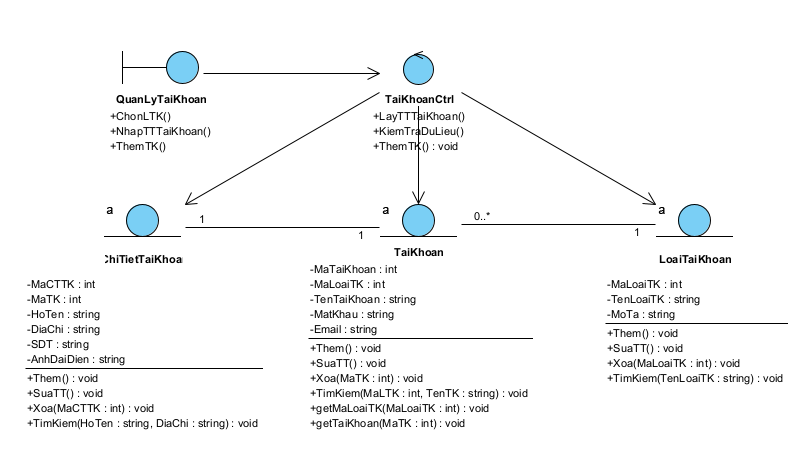 QuanLyTaiKhoan
+ChonLTK()
+NhapTTTaiKhoan()
+ThemTK()
TaiKhoanCtrl
+LayTTTaiKhoan()
+KiemTraDuLieu()
+ThemTK() : void
a
ChiTietTaiKhoa
-MaCTTK : int
-MaTK : int
-HoTen : string
-DiaChi : string
-SDT : string
-AnhDaiDien : string
+Them() : void
+SuaTT() : void
+Xoa(MaCTTK : int) : void
+TimKiem(HoTen : string, DiaChi : string) : void
1
1
a
TaiKhoan
-MaTaiKhoan : int
-MaLoaiTK : int
-TenTaiKhoan : string
-MatKhau : string
-Email : string
+Them() : void
+SuaTT() : void
+Xoa(MaTK : int) : void
+TimKiem(MaLTK : int, TenTK : string) : void
+getMaLoaiTK(MaLoaiTK : int) : void
+getTaiKhoan(MaTK : int) : void
0..*
1
a
LoaiTaiKhoan
-MaLoaiTK : int
-TenLoaiTK : string
-MoTa : string
+Them() : void
+SuaTT() : void
+Xoa(MaLoaiTK : int) : void
+TimKiem(TenLoaiTK : string) : void